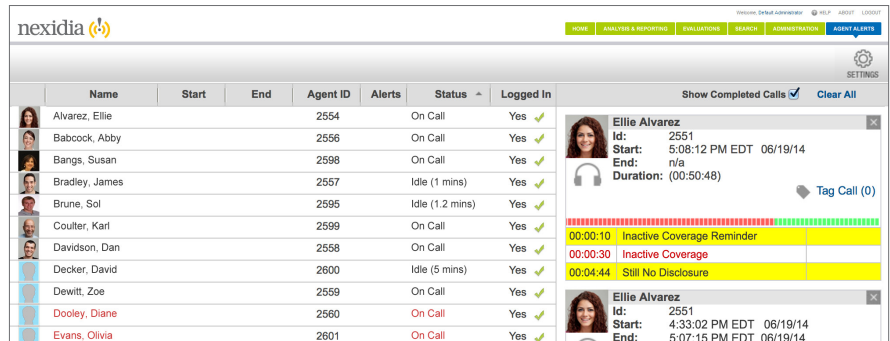 Welcome, Default Administrator HELP ABOUT LOGOUT
nexidia
HOME ANALYSIS & REPORTING EVALUATIONS SEARCH ADMINISTRATION AGENT ALERTS
SETTINGS
Name Start End Agent ID Alerts Status Logged In
Show Completed Calls Clear All
Alvarez, Ellie 2554 On Call Yes
Babcock, Abby 2556 On Call Yes
Bangs, Susan 2598 On Call Yes
Bradley, James 2557 Idle (1 mins) Yes
Brune, Sol 2595 Idle (1.2 mins) Yes
Coulter, Karl 2599 On Call Yes
Davidson, Dan 2558 On Call Yes
Decker, David 2600 Idle (5 mins) Yes
Dewitt, Zoe 2559 On Call Yes
Dooley, Diane 2560 On Call Yes
Evans, Olivia 2601 On Call Yes
Ellie Alvarez
Id: 2551
Start: 5:08:12 PM EDT 06/19/14
End: n/a
Duration: (00:50:48)
Tag Call (0)
00:00:10 Inactive Coverage Reminder
00:00:30 Inactive Coverage
00:04:44 Still No Disclosure
Ellie Alvarez
Id: 2551
Start: 4:33:02 PM EDT 06/19/14
End: 5:07:15 PM EDT 06/19/14